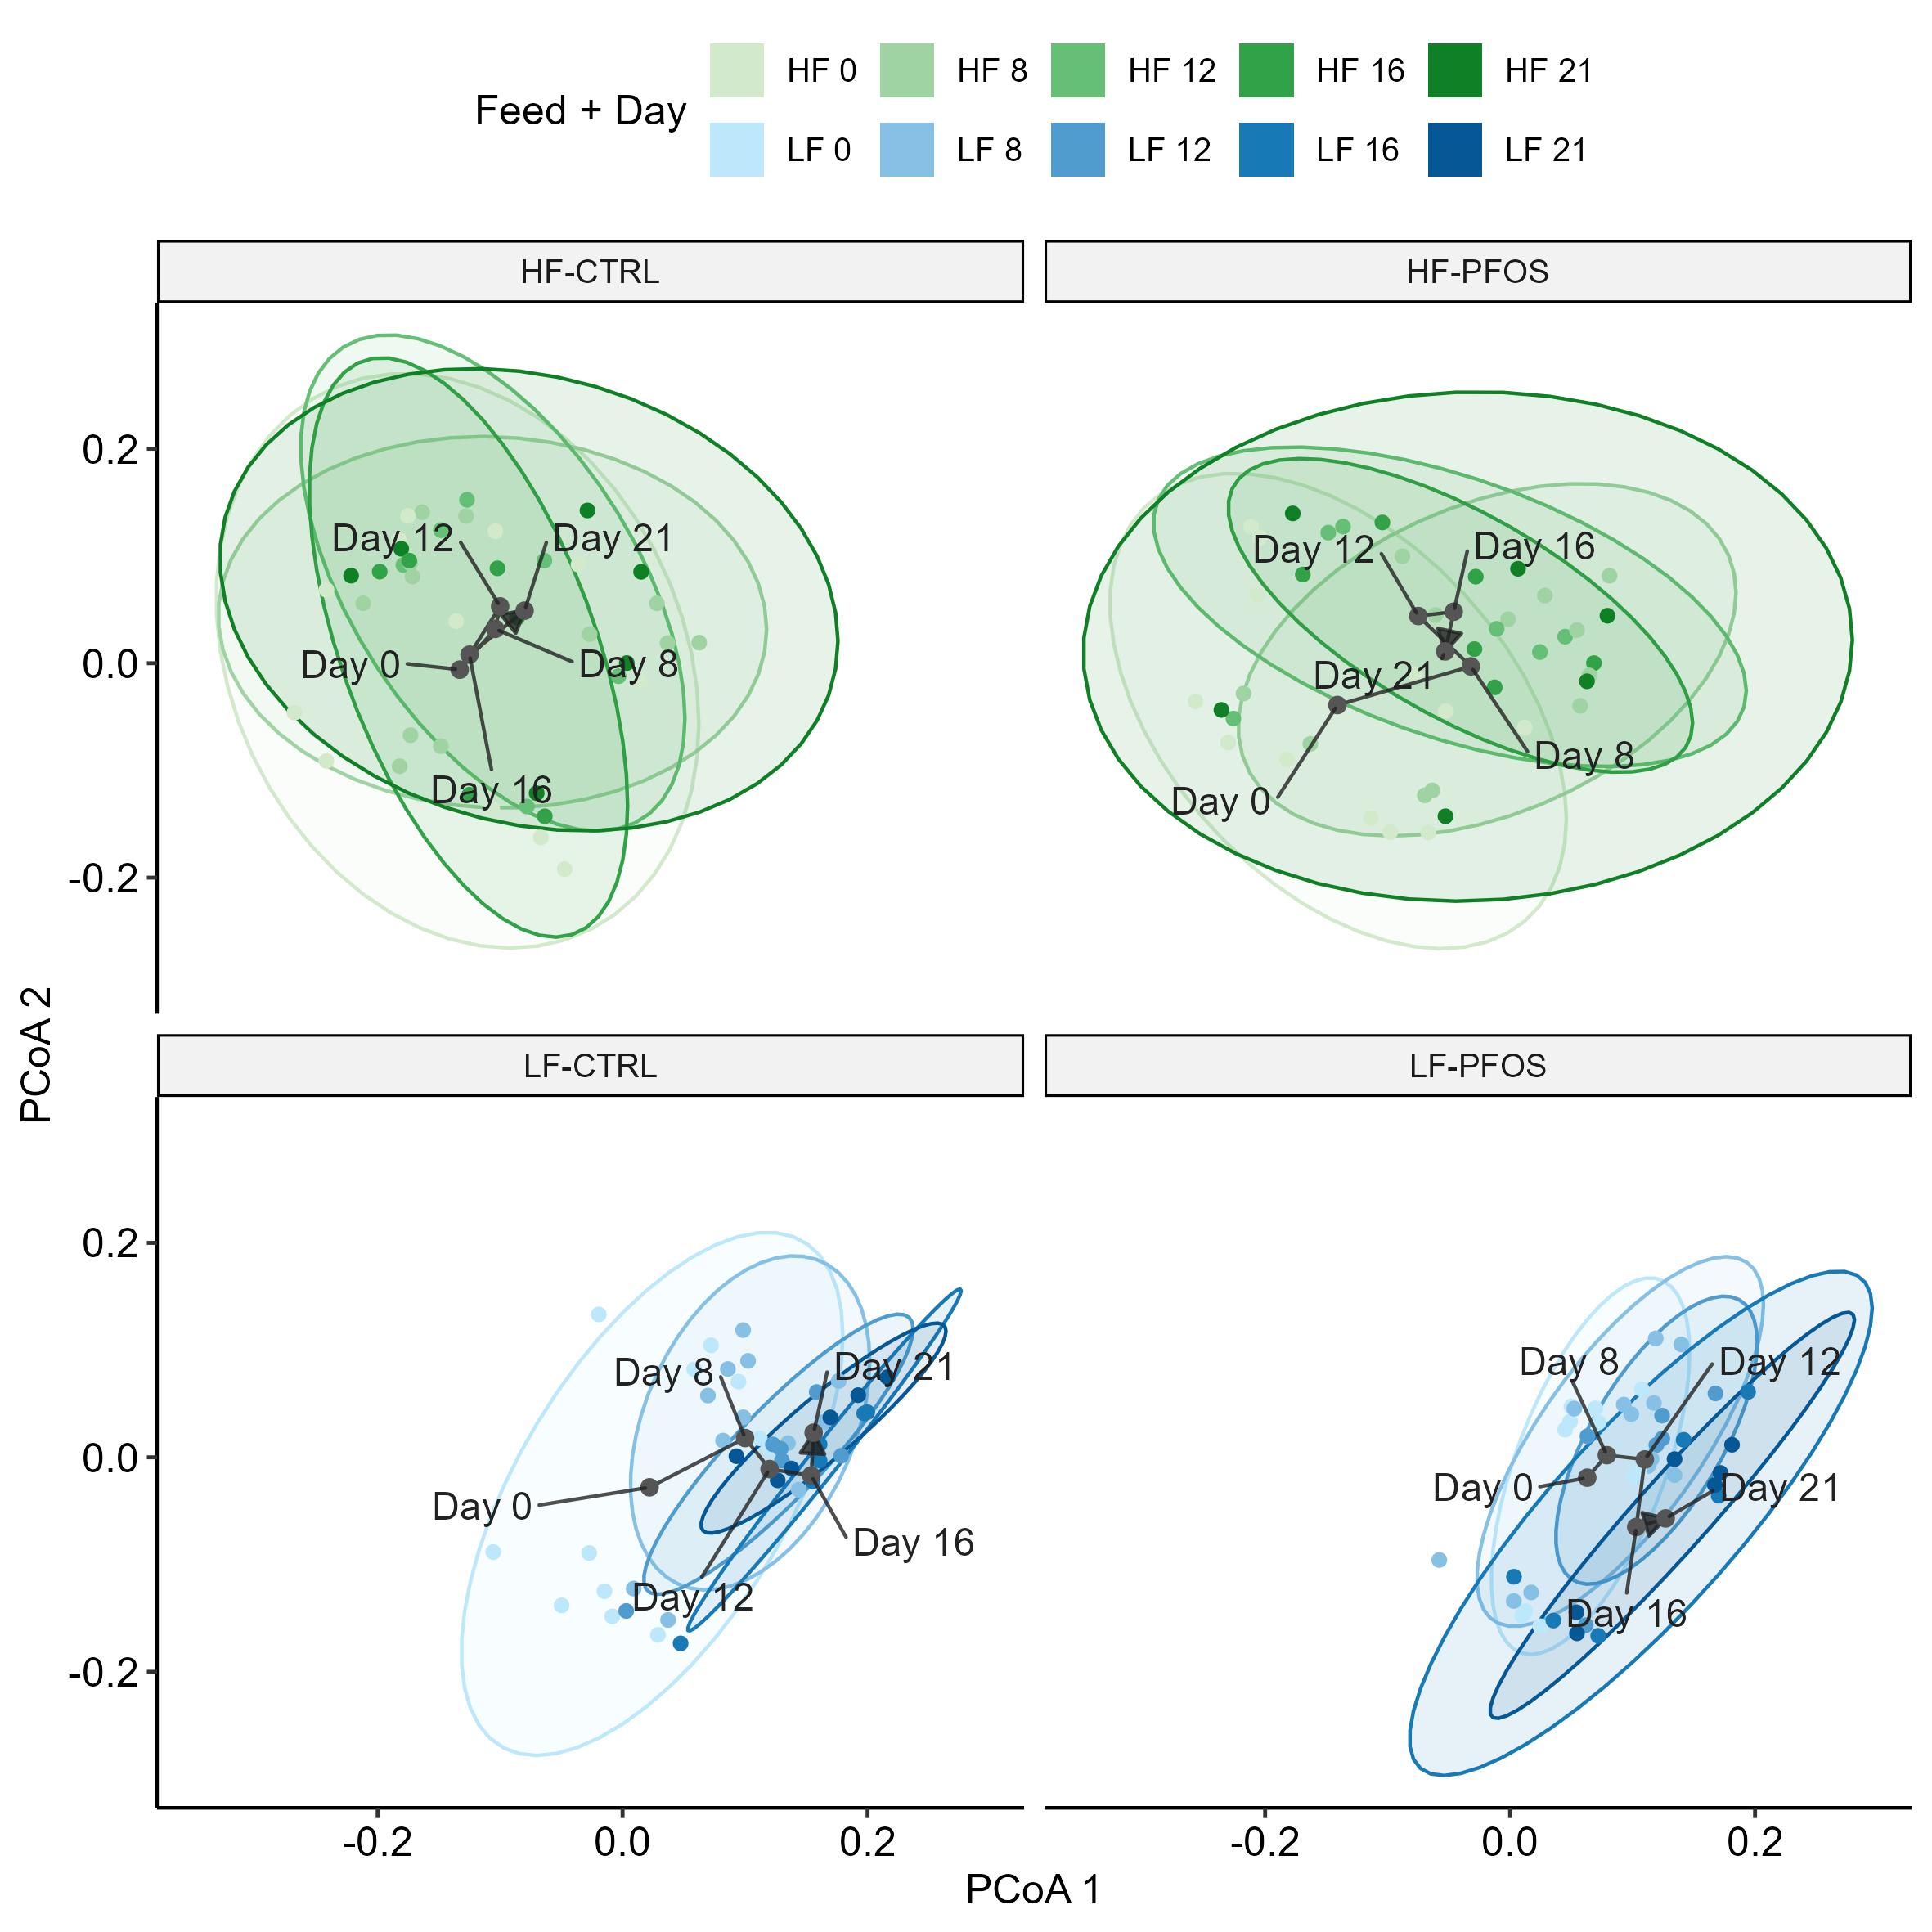 Feed + Day
HF 0 HF 8 HF 12 HF 16 HF 21
LF 0 LF 8 LF 12 LF 16 LF 21
HF-CTRL
Day 12
Day 21
Day 0
Day 8
Day 16
HF-PFOS
Day 12
Day 16
Day 21
Day 8
Day 0
0.2
0.0
-0.2
PCoA 2
LF-CTRL
Day 8
Day 21
Day 0
Day 16
Day 12
LF-PFOS
Day 8
Day 12
Day 0
Day 21
Day 16
0.2
0.0
-0.2
-0.2 0.0 0.2
-0.2 0.0 0.2
PCoA 1